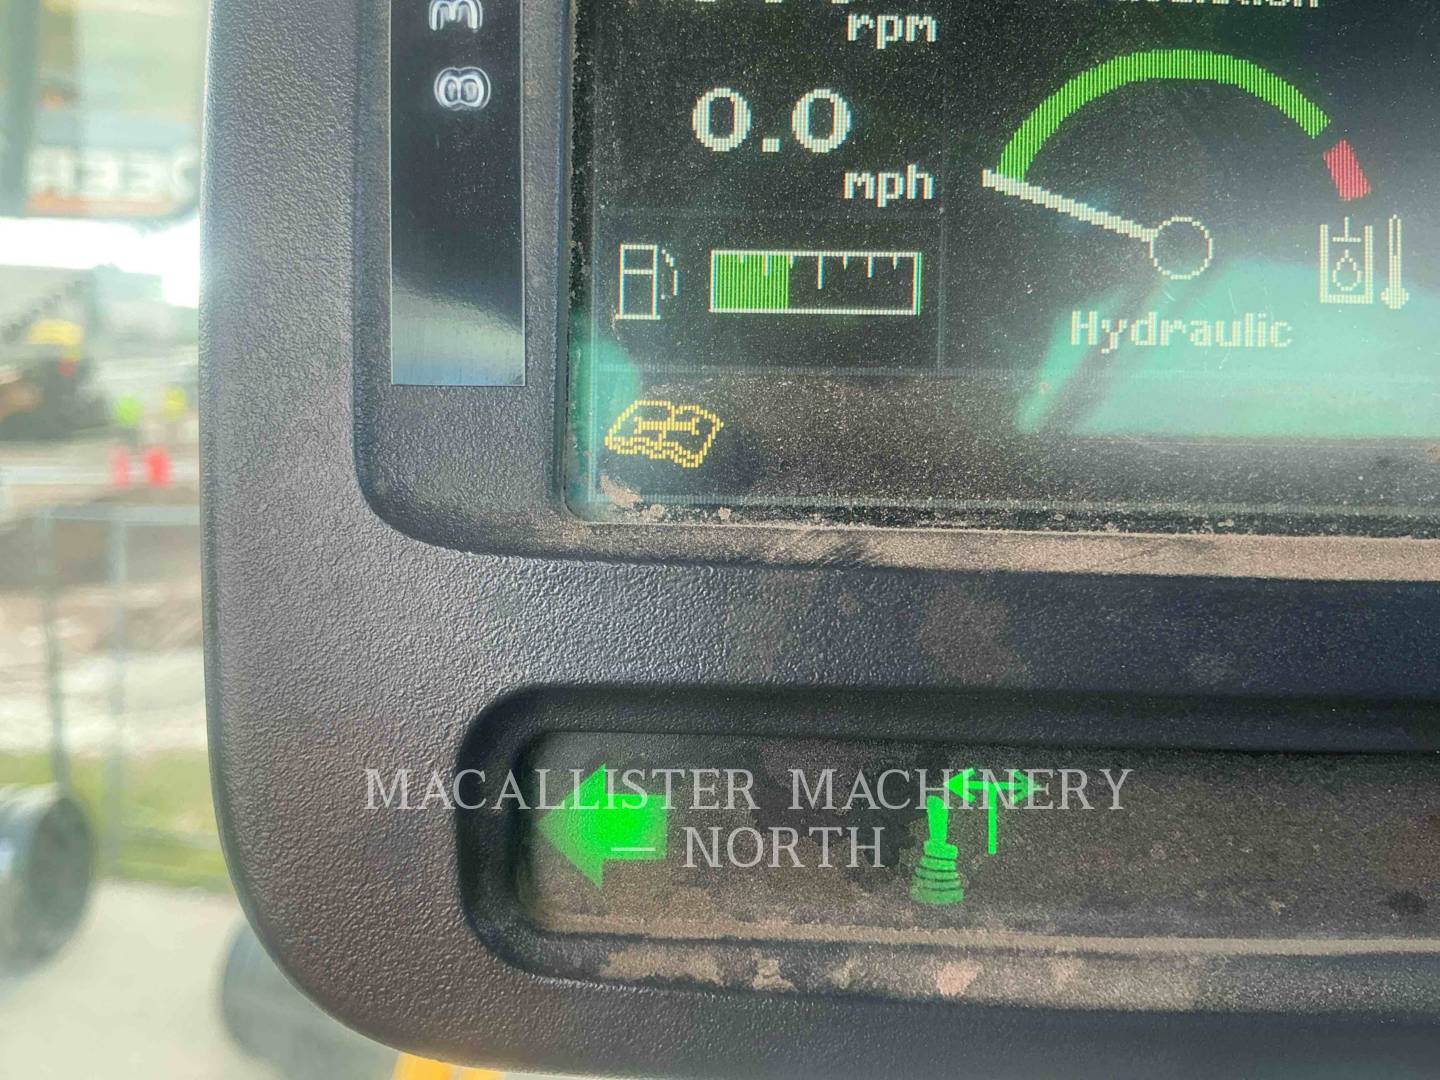 rpm
0.0
mph
Hydraulic
MACALLISTER MACHINERY
— NORTH